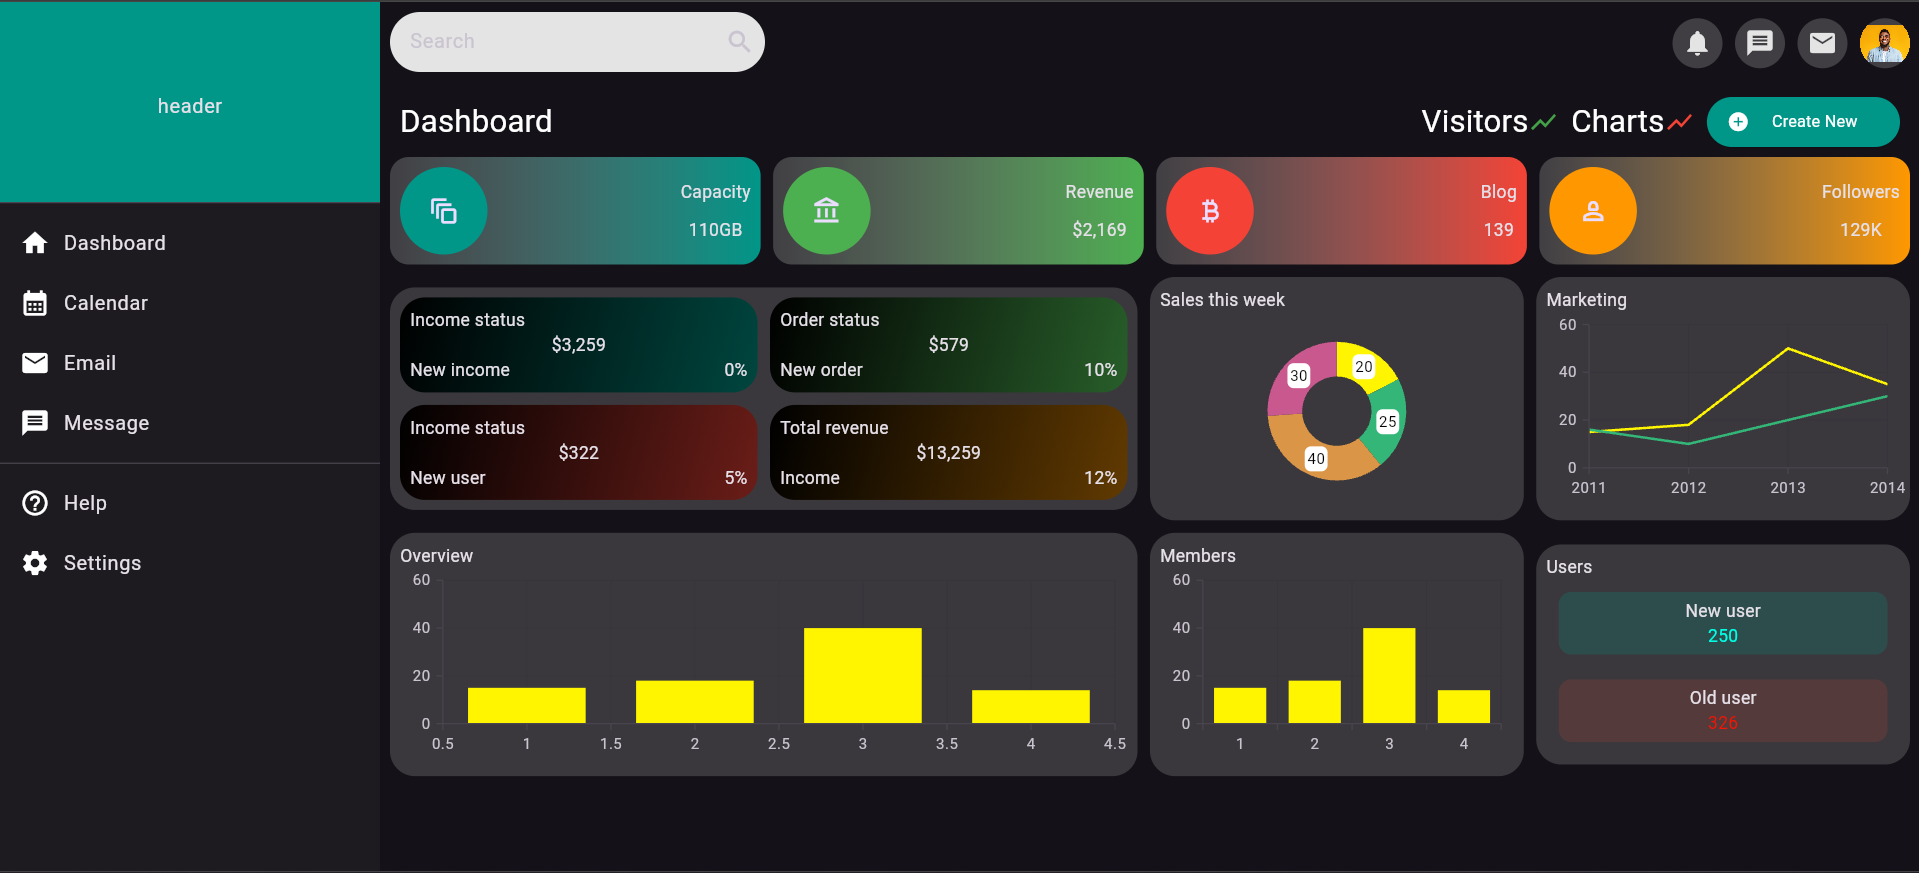 header
Dashboard
Calendar
Email
Message
Help
Settings
Search
Dashboard
Visitors
Charts
Create New
Capacity
110GB
Revenue
$2,169
Blog
139
Followers
129K
Income status
$3,259
New income 0%
Order status
$579
New order 10%
Income status
$322
New user 5%
Total revenue
$13,259
Income 12%
Sales this week
20
30
25
40
Marketing
60
40
20
0
2011 2012 2013 2014
Overview
60
40
20
0
0.5 1 1.5 2 2.5 3 3.5 4 4.5
Members
60
40
20
0
1 2 3 4
Users
New user
250
Old user
326